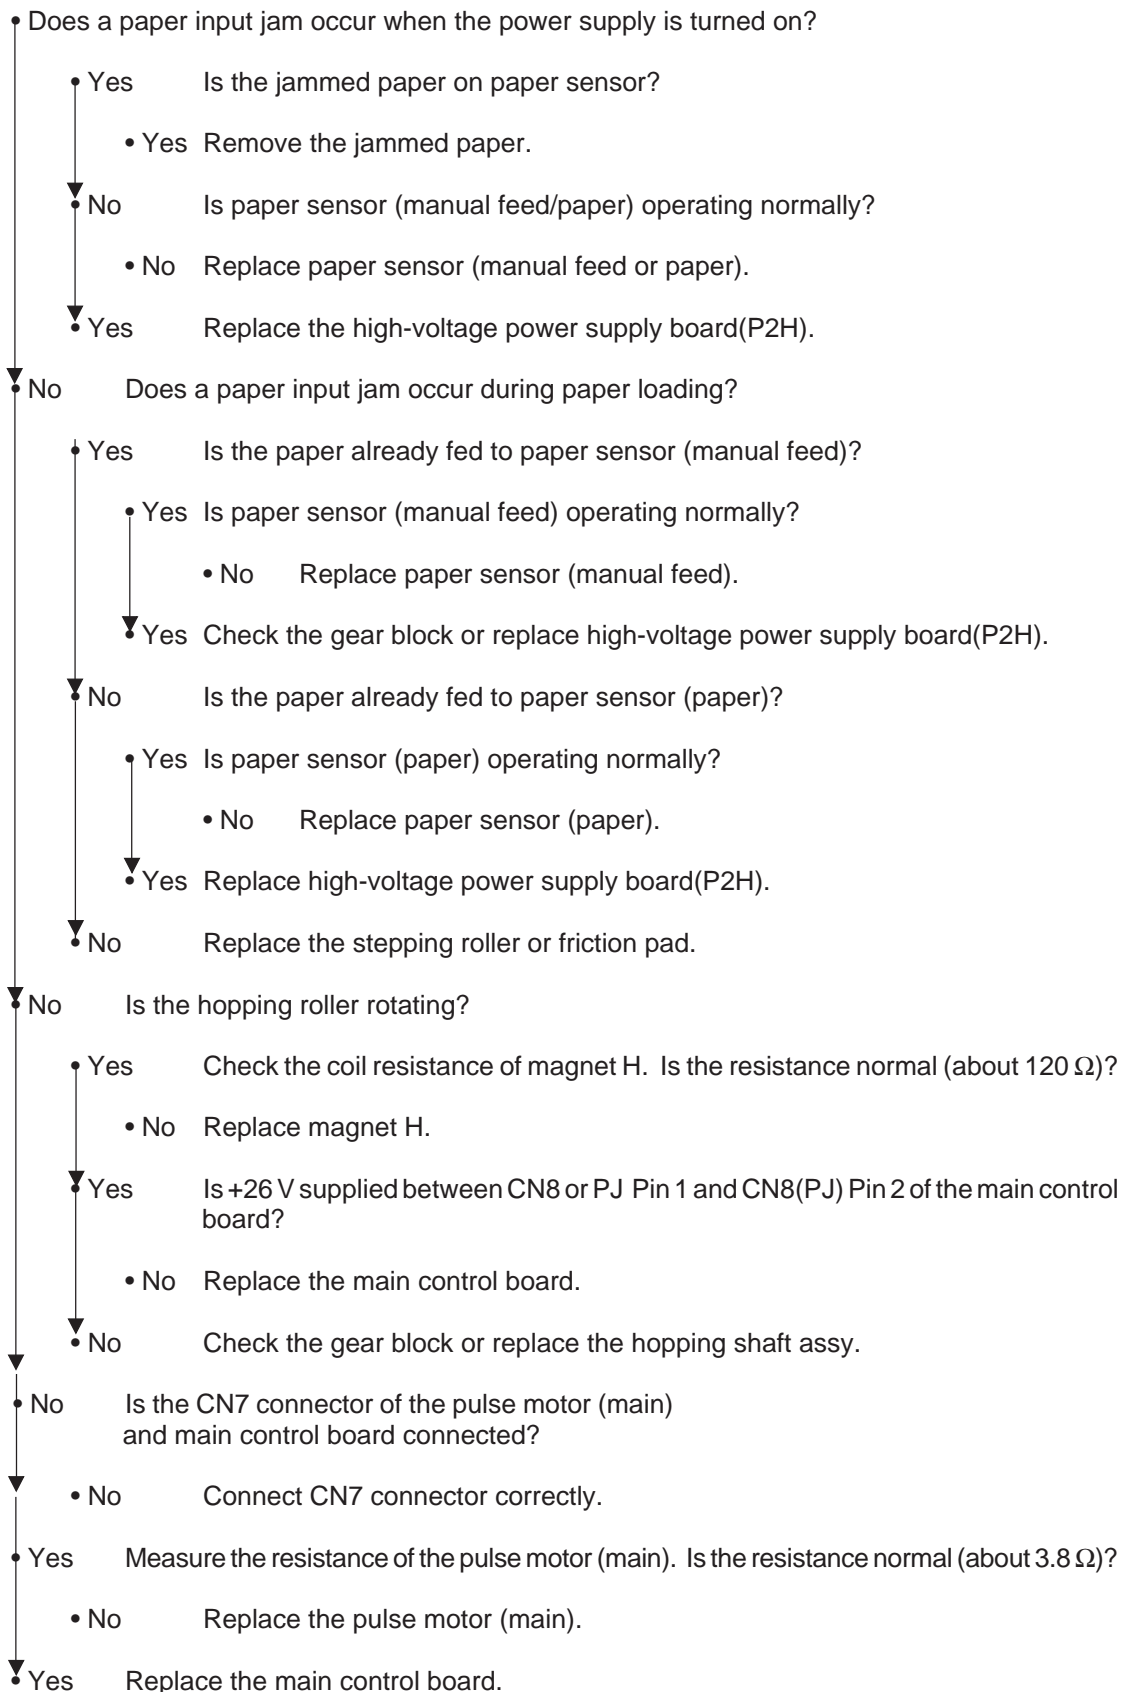 • Does a paper input jam occur when the power supply is turned on?
• Yes Is the jammed paper on paper sensor?
• Yes Remove the jammed paper.
• No Is paper sensor (manual feed/paper) operating normally?
• No Replace paper sensor (manual feed or paper).
• Yes Replace the high-voltage power supply board(P2H).
• No Does a paper input jam occur during paper loading?
• Yes Is the paper already fed to paper sensor (manual feed)?
• Yes Is paper sensor (manual feed) operating normally?
• No Replace paper sensor (manual feed).
• Yes Check the gear block or replace high-voltage power supply board(P2H).
• No Is the paper already fed to paper sensor (paper)?
• Yes Is paper sensor (paper) operating normally?
• No Replace paper sensor (paper).
• Yes Replace high-voltage power supply board(P2H).
• No Replace the stepping roller or friction pad.
• No Is the hopping roller rotating?
• Yes Check the coil resistance of magnet H. Is the resistance normal (about 120 Ω)?
• No Replace magnet H.
• Yes Is +26 V supplied between CN8 or PJ Pin 1 and CN8(PJ) Pin 2 of the main control
board?
• No Replace the main control board.
• No Check the gear block or replace the hopping shaft assy.
• No Is the CN7 connector of the pulse motor (main)
and main control board connected?
• No Connect CN7 connector correctly.
• Yes Measure the resistance of the pulse motor (main). Is the resistance normal (about 3.8 Ω)?
• No Replace the pulse motor (main).
• Yes Replace the main control board.